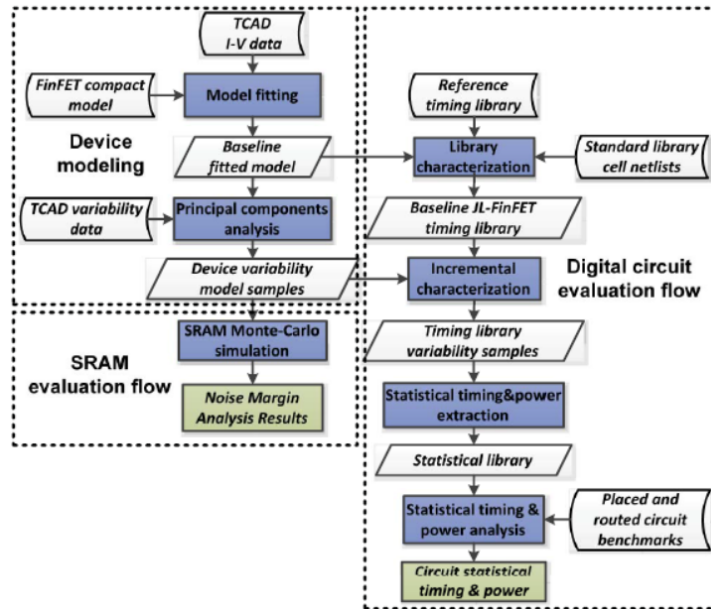 TCAD
I-V data
FinFET compact
model
Model fitting
Device
modeling
Baseline
fitted model
TCAD variability
data
Principal components
analysis
Device variability
model samples
SRAM
evaluation flow
SRAM Monte-Carlo
simulation
Noise Margin
Analysis Results
Reference
timing library
Library
characterization
Standard library
cell netlists
Baseline JL-FinFET
timing library
Incremental
characterization
Digital circuit
evaluation flow
Timing library
variability samples
Statistical timing&power
extraction
Statistical library
Statistical timing &
power analysis
Placed and
routed circuit
benchmarks
Circuit statistical
timing & power